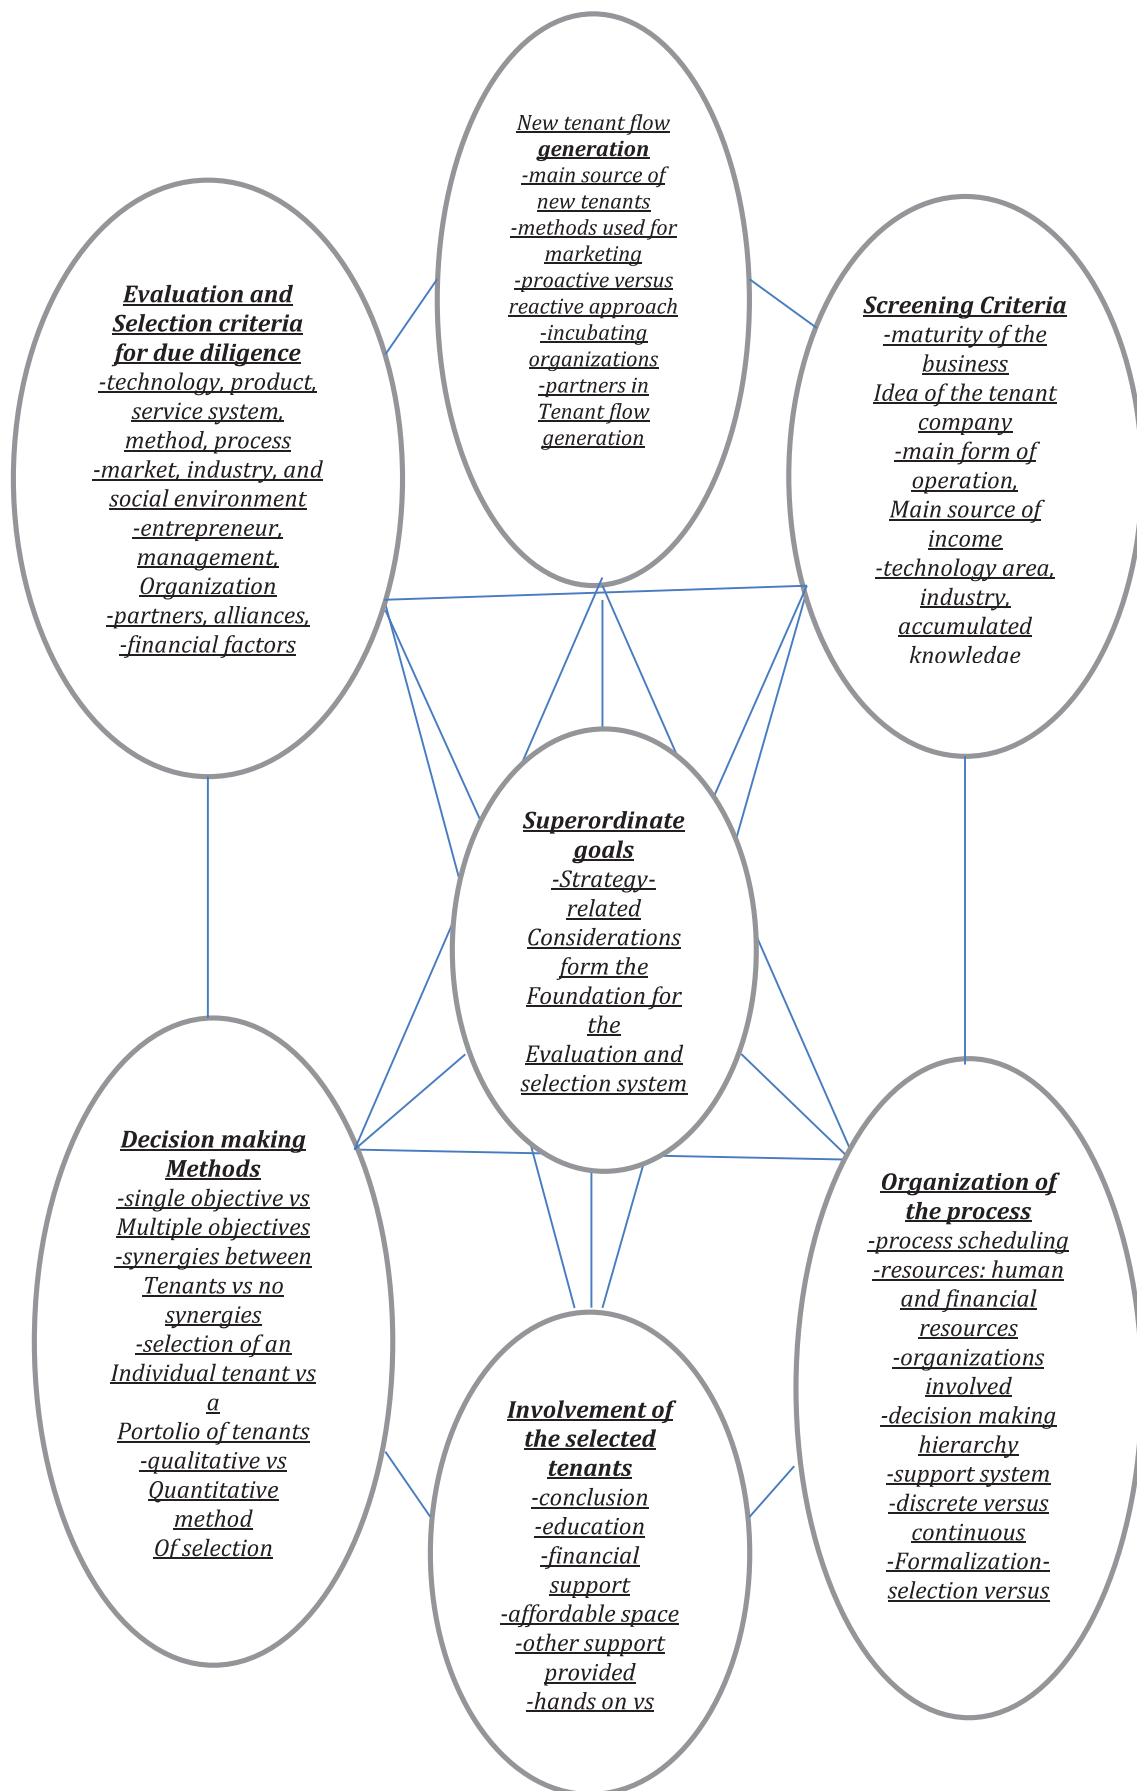 New tenant flow
generation
-main source of
new tenants
-methods used for
marketing
-proactive versus
reactive approach
-incubating
organizations
-partners in
Tenant flow
generation
Evaluation and
Selection criteria
for due diligence
-technology, product,
service system,
method, process
-market, industry, and
social environment
-entrepreneur,
management,
Organization
-partners, alliances,
-financial factors
Screening Criteria
-maturity of the
business
Idea of the tenant
company
-main form of
operation,
Main source of
income
-technology area,
industry,
accumulated
knowledge
Superordinate
goals
-Strategy-
related
Considerations
form the
Foundation for
the
Evaluation and
selection system
Decision making
Methods
-single objective vs
Multiple objectives
-synergies between
Tenants vs no
synergies
-selection of an
Individual tenant vs
a
Portolio of tenants
-qualitative vs
Quantitative
method
Of selection
Organization of
the process
-process scheduling
-resources: human
and financial
resources
-organizations
involved
-decision making
hierarchy
-support system
-discrete versus
continuous
-Formalization-
selection versus
Involvement of
the selected
tenants
-conclusion
-education
-financial
support
-affordable space
-other support
provided
-hands on vs